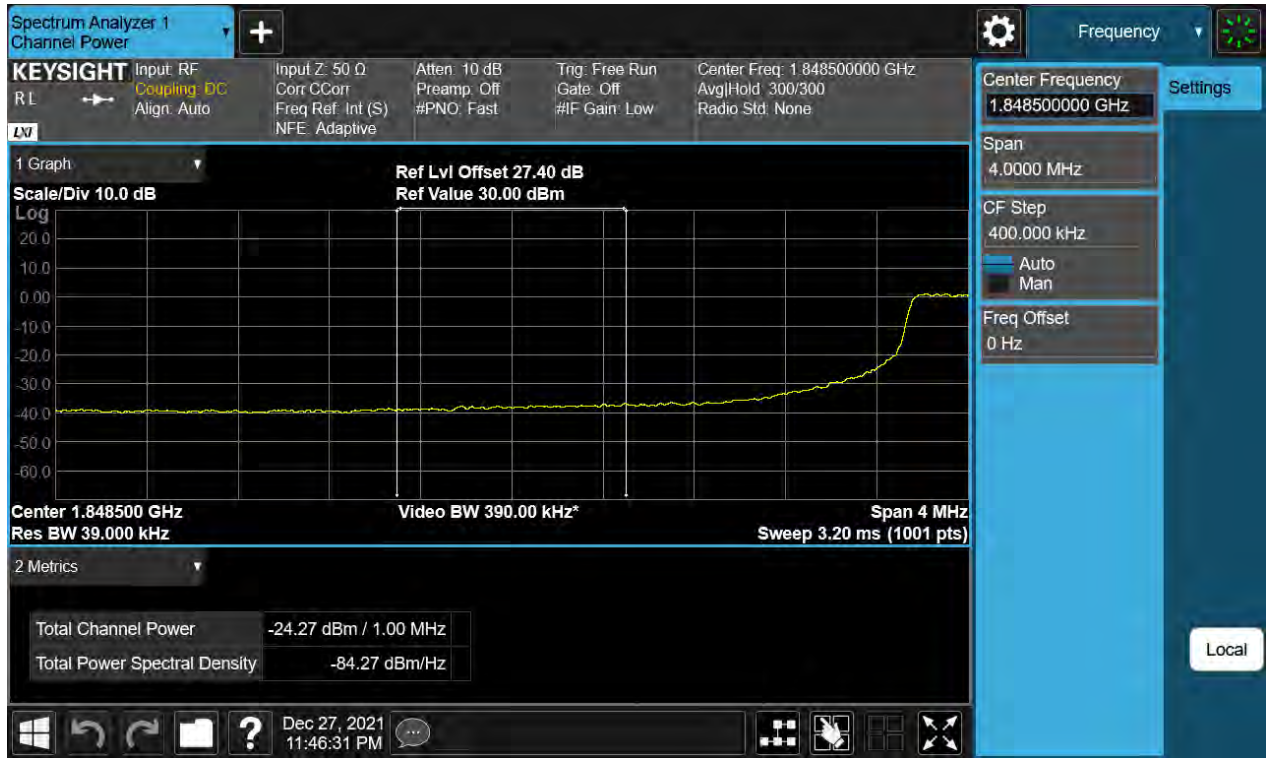 Spectrum Analyzer 1
Channel Power
+
Frequency
KEYSIGHT
RL
LXI
Input: RF
Coupling: DC
Align: Auto
Input Z: 50 Ω
Corr CCorr
Freq Ref: Int (S)
NFE: Adaptive
Atten: 10 dB
Preamp: Off
#PNO: Fast
Trig: Free Run
Gate: Off
#IF Gain: Low
Center Freq: 1.848500000 GHz
Avg|Hold: 300/300
Radio Std: None
Center Frequency
1.848500000 GHz
Settings
Span
4.0000 MHz
CF Step
400.000 kHz
Auto
Man
Freq Offset
0 Hz
Local
1 Graph
Scale/Div 10.0 dB
Ref Lvl Offset 27.40 dB
Ref Value 30.00 dBm
Log
20.0
10.0
0.00
-10.0
-20.0
-30.0
-40.0
-50.0
-60.0
Center 1.848500 GHz
Video BW 390.00 kHz*
Span 4 MHz
Res BW 39.000 kHz
Sweep 3.20 ms (1001 pts)
2 Metrics
Total Channel Power -24.27 dBm / 1.00 MHz
Total Power Spectral Density -84.27 dBm/Hz
?
Dec 27, 2021
11:46:31 PM